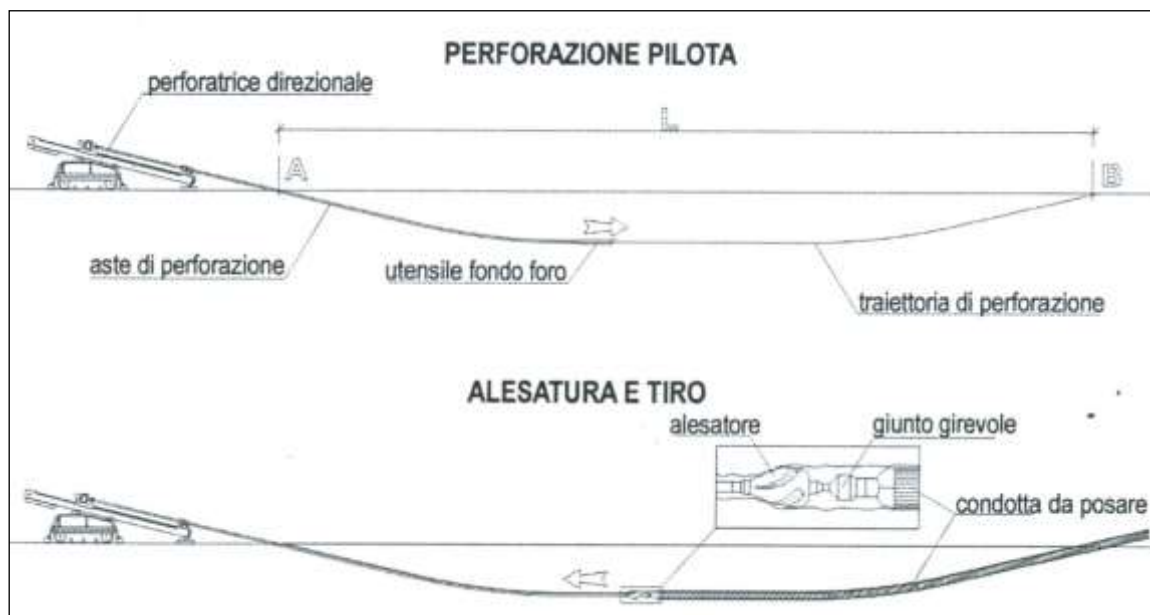 PERFORAZIONE PILOTA
perforatrice direzionale
L
A
B
aste di perforazione
utensile fondo foro
traiettoria di perforazione
ALESATURA E TIRO
alesatore
giunto girevole
condotta da posare